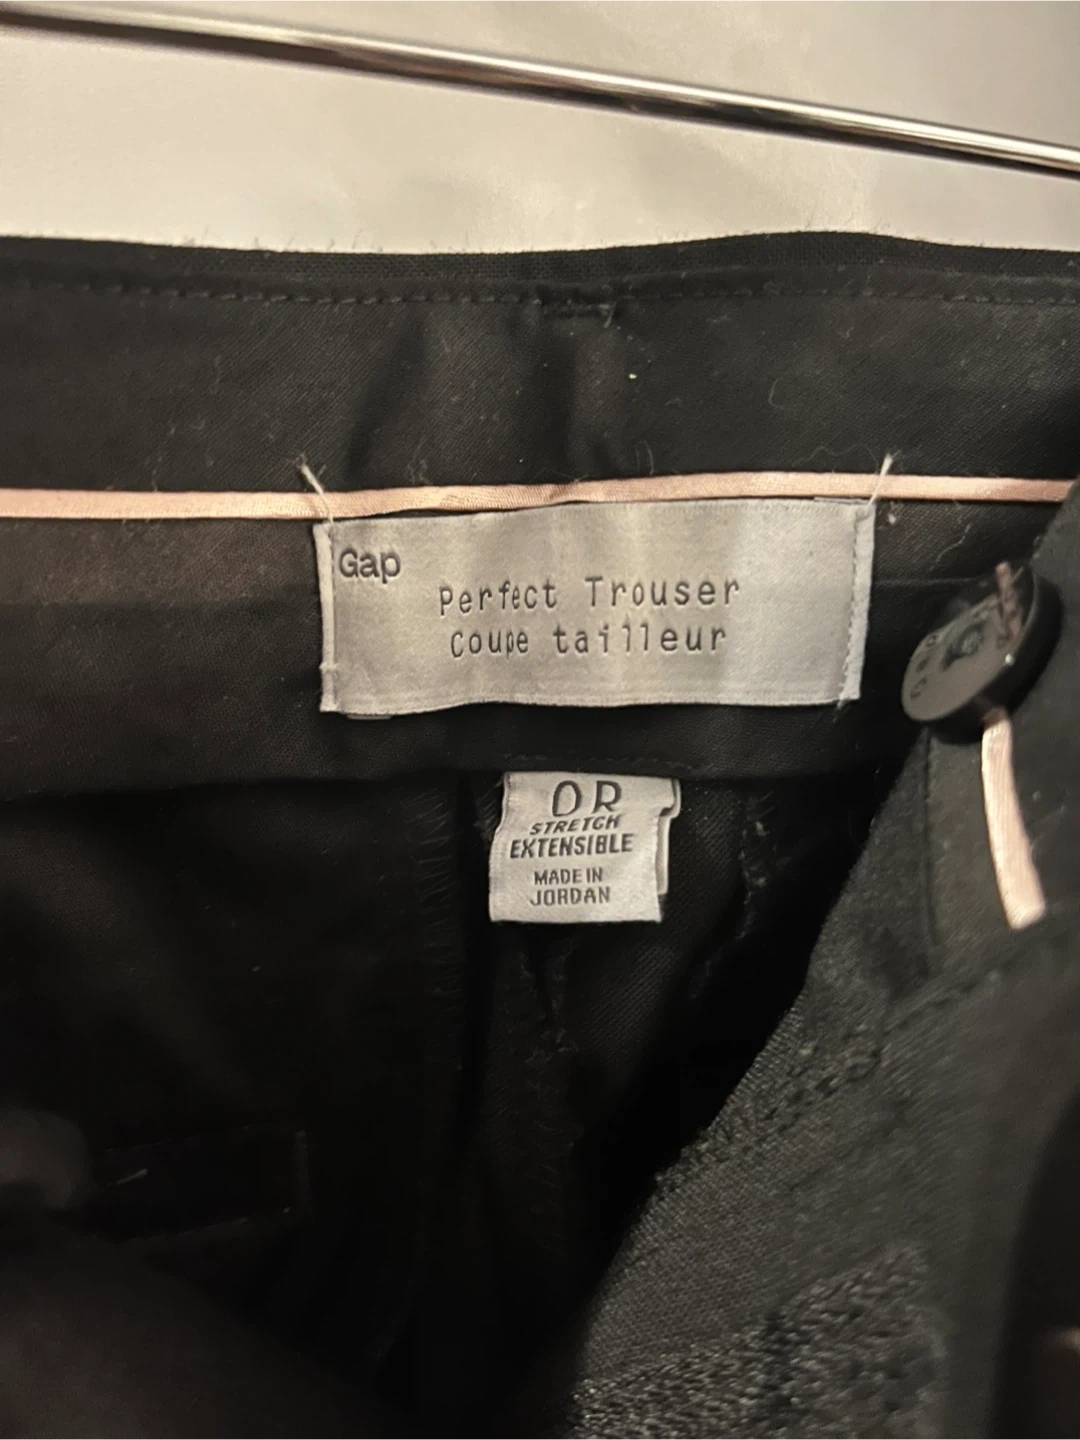 Gap
Perfect Trouser
Coupe tailleur
0R
STRETCH
EXTENSIBLE
MADE IN
JORDAN